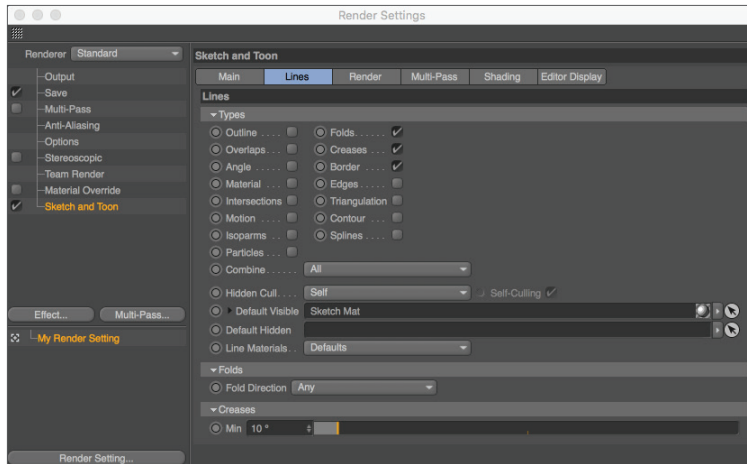 Render Settings
Renderer Standard
Output
Save
Multi-Pass
Anti-Aliasing
Options
Stereoscopic
Team Render
Material Override
Sketch and Toon
Effect... Multi-Pass...
My Render Setting
Render Setting...
Sketch and Toon
Main Lines Render Multi-Pass Shading Editor Display
Lines
Types
Outline . . . . Folds. . . . . .
Overlaps. . . Creases . . .
Angle . . . . . Border . . . .
Material . . . Edges. . . . .
Intersections Triangulation
Motion . . . . Contour . . .
Isoparms . . Splines . . . .
Particles . . .
Combine. . . . . . All
Hidden Cull. . . . Self Self-Culling
Default Visible Sketch Mat
Default Hidden
Line Materials. . Defaults
Folds
Fold Direction Any
Creases
Min 10 °